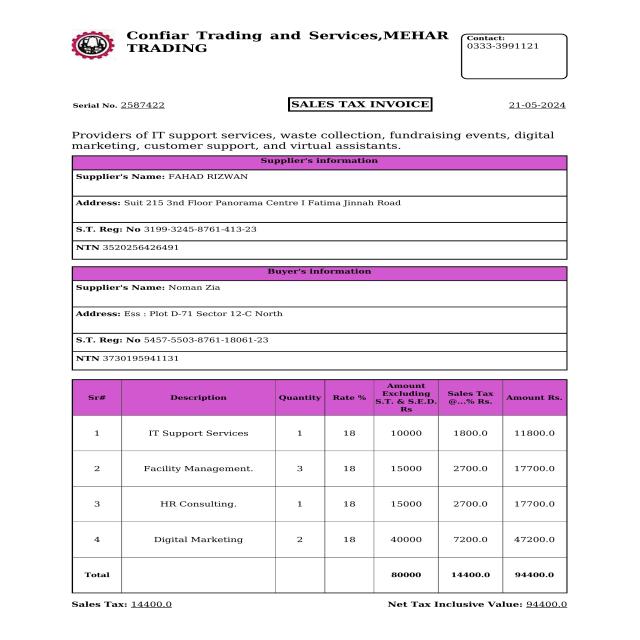 Confiar Trading and Services,MEHAR
TRADING
Contact:
0333-3991121
Serial No. 2587422
SALES TAX INVOICE
21-05-2024
Providers of IT support services, waste collection, fundraising events, digital
marketing, customer support, and virtual assistants.
Supplier's information
Supplier's Name: FAHAD RIZWAN
Address: Suit 215 3nd Floor Panorama Centre I Fatima Jinnah Road
S.T. Reg: No 3199-3245-8761-413-23
NTN 3520256426491
Buyer's information
Supplier's Name: Noman Zia
Address: Ess : Plot D-71 Sector 12-C North
S.T. Reg: No 5457-5503-8761-18061-23
NTN 3730195941131
Sr# Description Quantity Rate % Amount Excluding S.T. & S.E.D. Rs Sales Tax @...% Rs. Amount Rs.
1 IT Support Services 1 18 10000 1800.0 11800.0
2 Facility Management. 3 18 15000 2700.0 17700.0
3 HR Consulting. 1 18 15000 2700.0 17700.0
4 Digital Marketing 2 18 40000 7200.0 47200.0
Total 80000 14400.0 94400.0
Sales Tax: 14400.0
Net Tax Inclusive Value: 94400.0